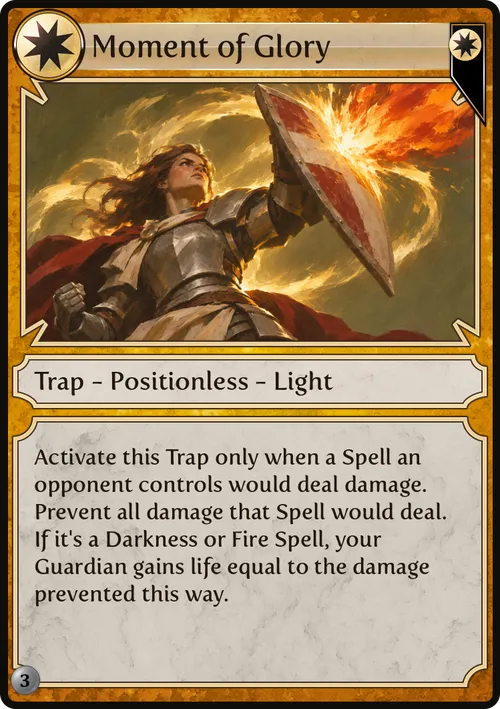 Moment of Glory
Trap - Positionless - Light
Activate this Trap only when a Spell an
opponent controls would deal damage.
Prevent all damage that Spell would deal.
If it's a Darkness or Fire Spell, your
Guardian gains life equal to the damage
prevented this way.
3